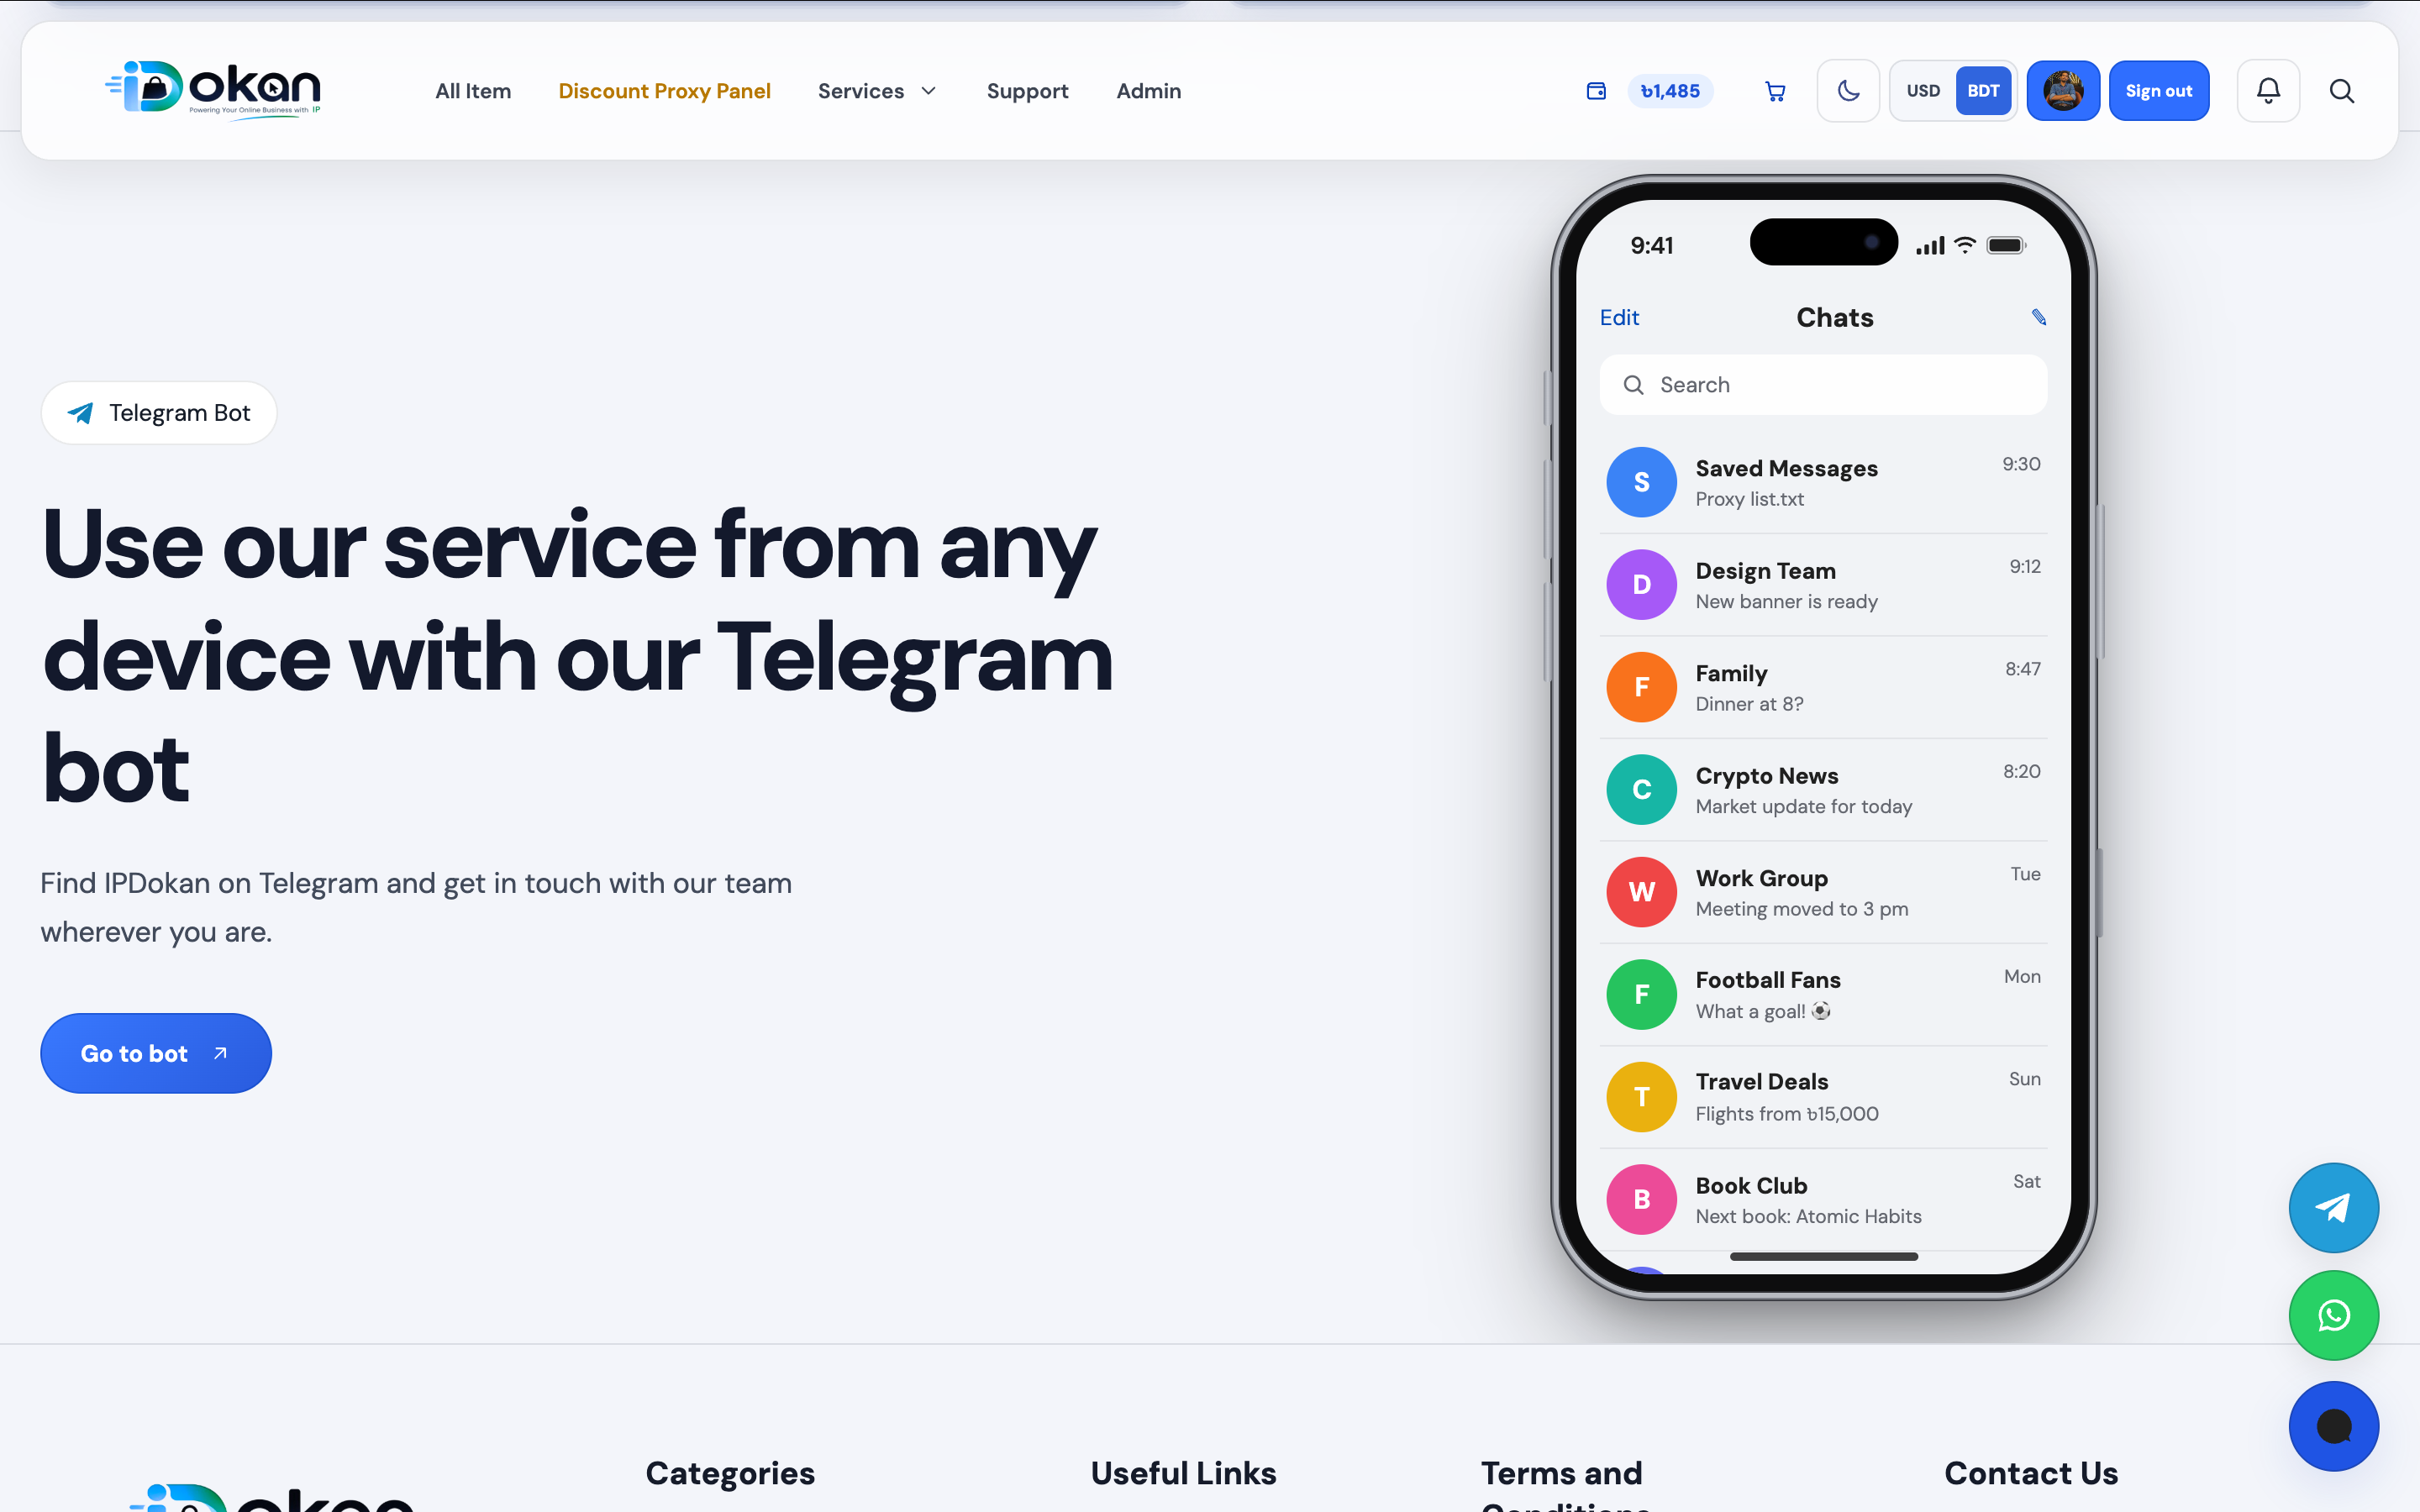 iPDokan
Powering Your Online Business with IP
All Item
Discount Proxy Panel
Services
Support
Admin
৳1,485
USD
BDT
Sign out
Telegram Bot
Use our service from any
device with our Telegram
bot
Find IPDokan on Telegram and get in touch with our team
wherever you are.
Go to bot
9:41
Edit
Chats
Search
S
Saved Messages
9:30
Proxy list.txt
D
Design Team
9:12
New banner is ready
F
Family
8:47
Dinner at 8?
C
Crypto News
8:20
Market update for today
W
Work Group
Tue
Meeting moved to 3 pm
F
Football Fans
Mon
What a goal! ⚽
T
Travel Deals
Sun
Flights from ৳15,000
B
Book Club
Sat
Next book: Atomic Habits
Categories
Useful Links
Terms and
Conditions
Contact Us
iPDokan